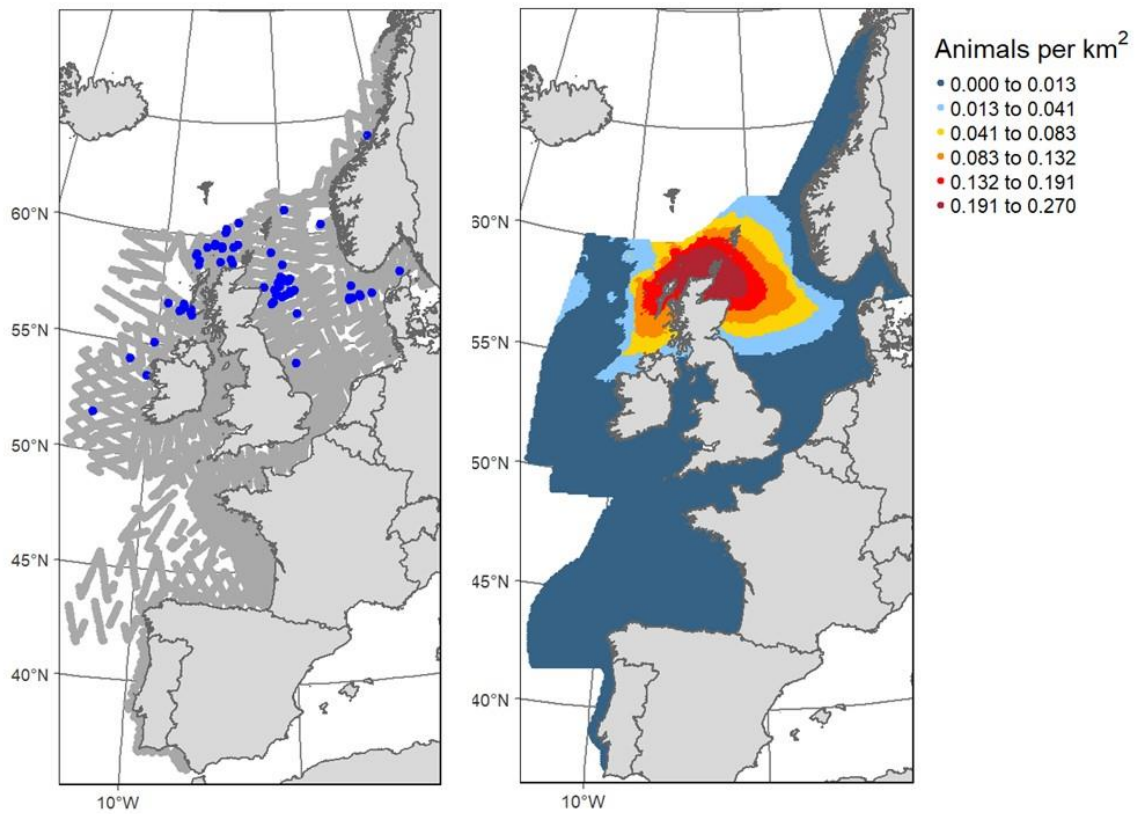 60°N
55°N
50°N
45°N
40°N
10°W
60°N
55°N
50°N
45°N
40°N
10°W
Animals per km²
0.000 to 0.013
0.013 to 0.041
0.041 to 0.083
0.083 to 0.132
0.132 to 0.191
0.191 to 0.270